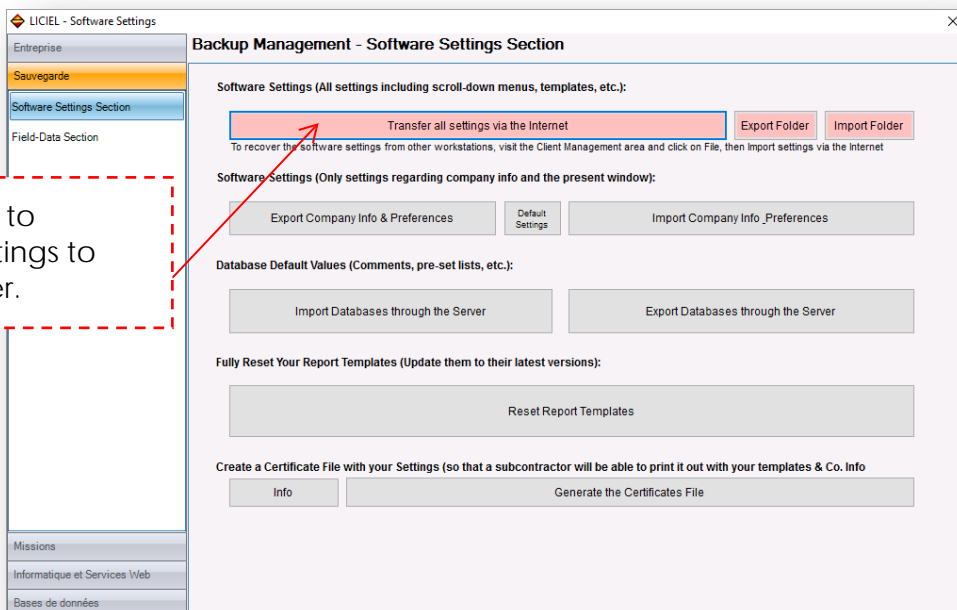 LICIEL - Software Settings
Entreprise
Sauvegarde
Software Settings Section
Field-Data Section
to
tings to
er.
Missions
Informatique et Services Web
Bases de données
Backup Management - Software Settings Section
Software Settings (All settings including scroll-down menus, templates, etc.):
Transfer all settings via the Internet
Export Folder
Import Folder
To recover the software settings from other workstations, visit the Client Management area and click on File, then Import settings via the Internet
Software Settings (Only settings regarding company info and the present window):
Export Company Info & Preferences
Default
Settings
Import Company Info _Preferences
Database Default Values (Comments, pre-set lists, etc.):
Import Databases through the Server
Export Databases through the Server
Fully Reset Your Report Templates (Update them to their latest versions):
Reset Report Templates
Create a Certificate File with your Settings (so that a subcontractor will be able to print it out with your templates & Co. Info
Info
Generate the Certificates File